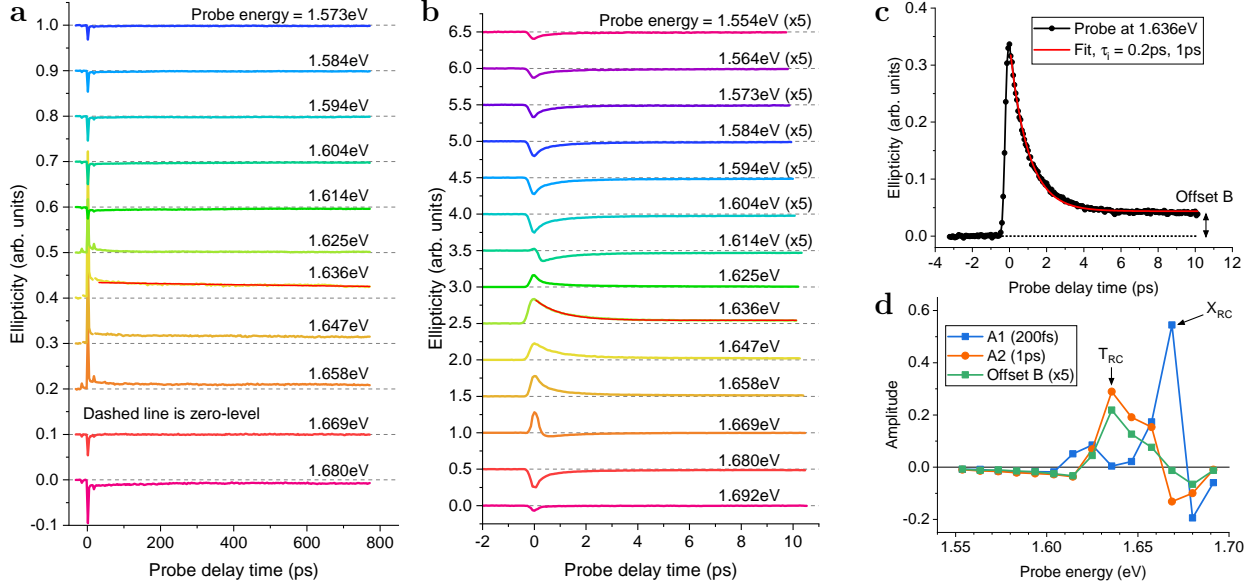 a
Probe energy = 1.573eV
1.584eV
1.594eV
1.604eV
1.614eV
1.625eV
1.636eV
1.647eV
1.658eV
Dashed line is zero-level
1.669eV
1.680eV
1.0
0.9
0.8
0.7
0.6
0.5
0.4
0.3
0.2
0.1
0.0
-0.1
Ellipticity (arb. units)
0 200 400 600 800
Probe delay time (ps)
b
Probe energy = 1.554eV (x5)
1.564eV (x5)
1.573eV (x5)
1.584eV (x5)
1.594eV (x5)
1.604eV (x5)
1.614eV (x5)
1.625eV
1.636eV
1.647eV
1.658eV
1.669eV
1.680eV
1.692eV
6.5
6.0
5.5
5.0
4.5
4.0
3.5
3.0
2.5
2.0
1.5
1.0
0.5
0.0
Ellipticity (arb. units)
-2 0 2 4 6 8 10
Probe delay time (ps)
c
Probe at 1.636eV
Fit, τi = 0.2ps, 1ps
Offset B
0.4
0.3
0.2
0.1
0.0
Ellipticity (arb. units)
-4 -2 0 2 4 6 8 10 12
Probe delay time (ps)
d
A1 (200fs)
A2 (1ps)
Offset B (x5)
TRC
XRC
0.6
0.4
0.2
0.0
-0.2
Amplitude
1.55 1.60 1.65 1.70
Probe energy (eV)